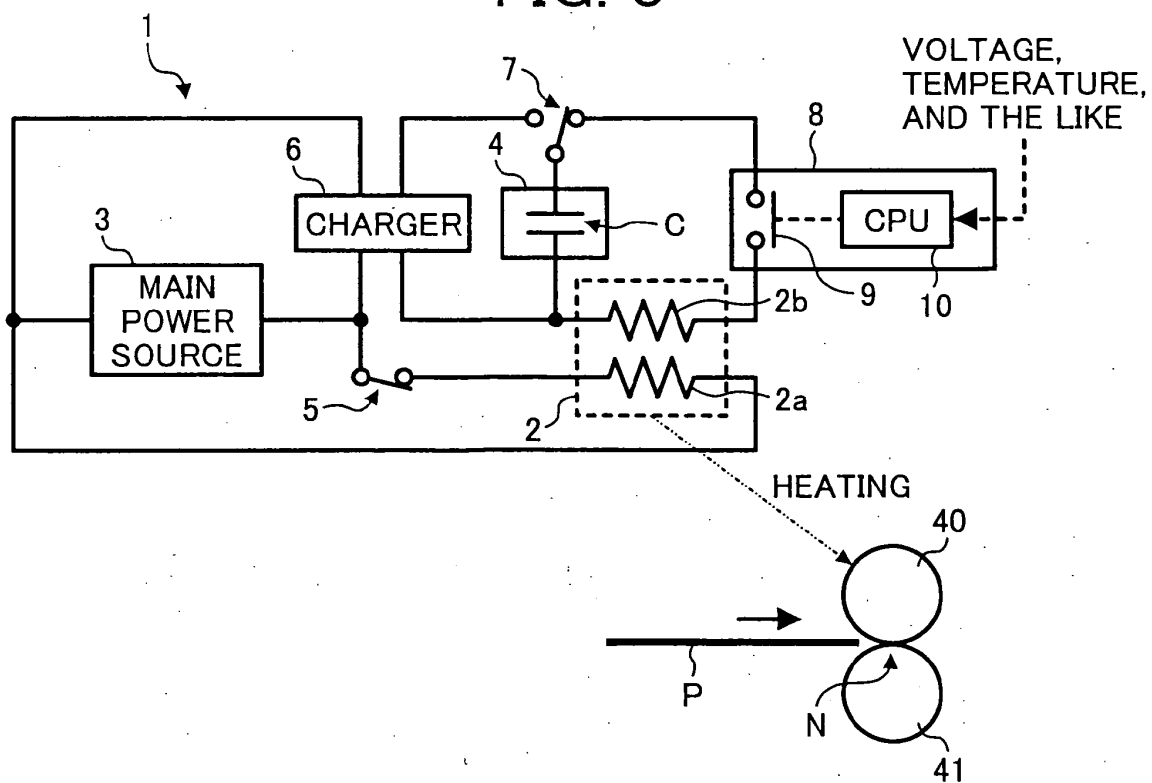 FIG.
1
VOLTAGE,
TEMPERATURE,
AND THE LIKE
7
8
6
4
CHARGER
C
CPU
3
MAIN
POWER
SOURCE
2b
9
10
5
2
2a
HEATING
40
P
N
41